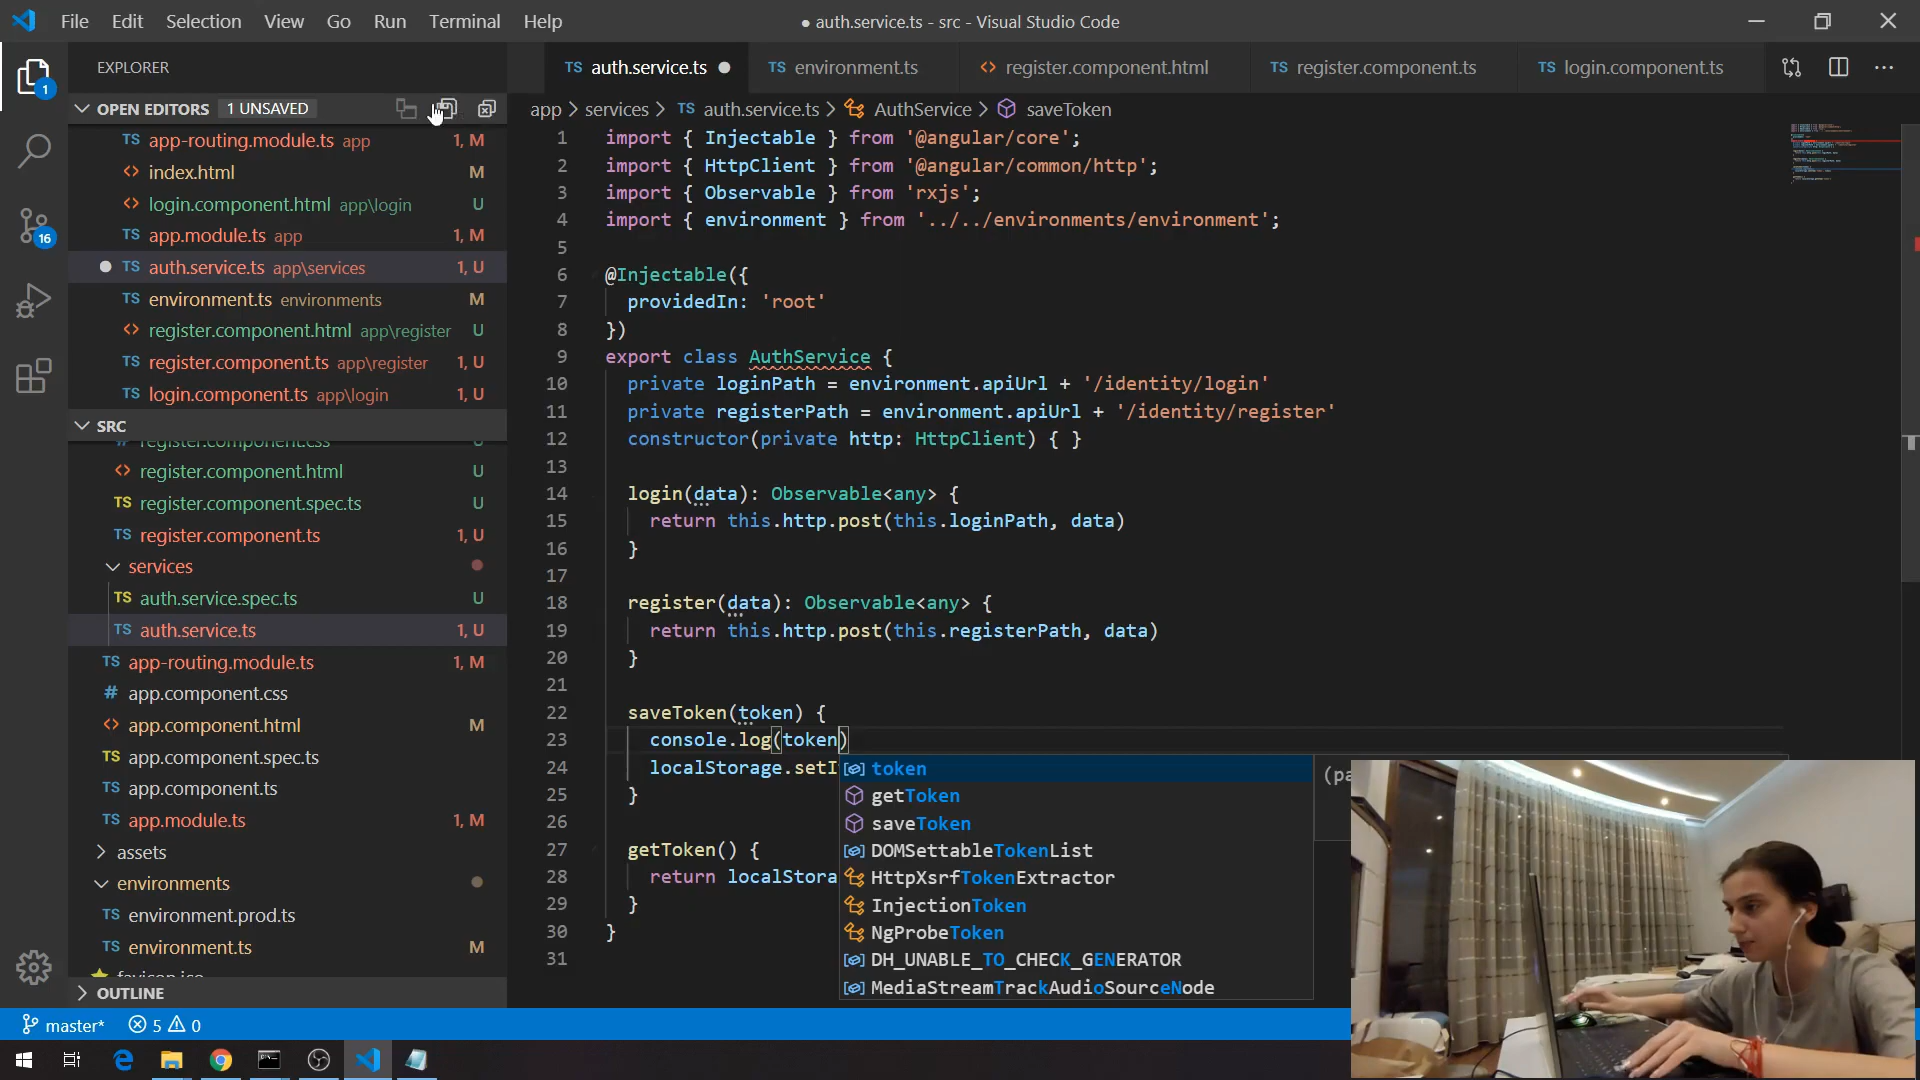 File Edit Selection View Go Run Terminal Help
● auth.service.ts - src - Visual Studio Code
EXPLORER
TS auth.service.ts ●
TS environment.ts
<> register.component.html
TS register.component.ts
TS login.component.ts
OPEN EDITORS 1 UNSAVED
TS app-routing.module.ts app 1, M
<> index.html M
<> login.component.html app\login U
TS app.module.ts app 1, M
● TS auth.service.ts app\services 1, U
TS environment.ts environments M
<> register.component.html app\register U
TS register.component.ts app\register 1, U
TS login.component.ts app\login 1, U
SRC
register.component.css U
<> register.component.html U
TS register.component.spec.ts U
TS register.component.ts 1, U
services
TS auth.service.spec.ts U
TS auth.service.ts 1, U
TS app-routing.module.ts 1, M
# app.component.css
<> app.component.html M
TS app.component.spec.ts
TS app.component.ts
TS app.module.ts 1, M
assets
environments
TS environment.prod.ts
TS environment.ts M
favicon.ico
OUTLINE
1
16
app > services > TS auth.service.ts > AuthService > saveToken
1 import { Injectable } from '@angular/core';
2 import { HttpClient } from '@angular/common/http';
3 import { Observable } from 'rxjs';
4 import { environment } from '../../environments/environment';
5
6 @Injectable({
7 providedIn: 'root'
8 })
9 export class AuthService {
10 private loginPath = environment.apiUrl + '/identity/login'
11 private registerPath = environment.apiUrl + '/identity/register'
12 constructor(private http: HttpClient) { }
13
14 login(data): Observable<any> {
15 return this.http.post(this.loginPath, data)
16 }
17
18 register(data): Observable<any> {
19 return this.http.post(this.registerPath, data)
20 }
21
22 saveToken(token) {
23 console.log(token)
24 localStorage.setI
25 }
26
27 getToken() {
28 return localStora
29 }
30 }
31
token
getToken
saveToken
DOMSettableTokenList
HttpXsrfTokenExtractor
InjectionToken
NgProbeToken
DH_UNABLE_TO_CHECK_GENERATOR
MediaStreamTrackAudioSourceNode
(pa
master* 5 0